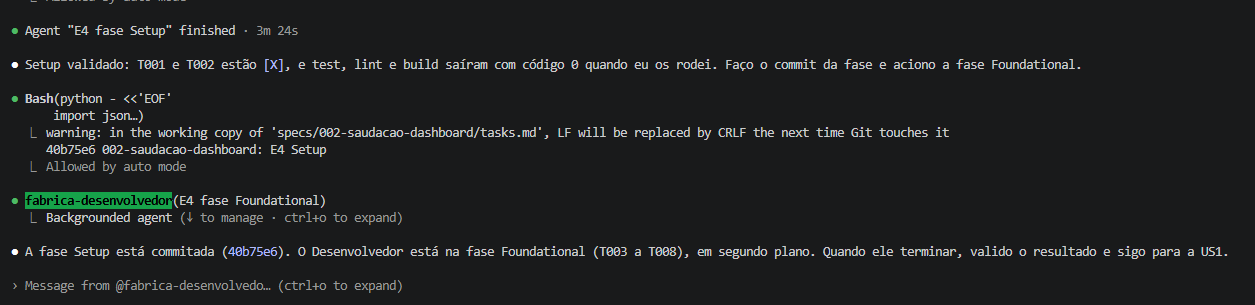 ● Agent "E4 fase Setup" finished · 3m 24s
● Setup validado: T001 e T002 estão [X], e test, lint e build saíram com código 0 quando eu os rodei. Faço o commit da fase e aciono a fase Foundational.
● Bash(python - <<'EOF'
import json…)
⎿ warning: in the working copy of 'specs/002-saudacao-dashboard/tasks.md', LF will be replaced by CRLF the next time Git touches it
40b75e6 002-saudacao-dashboard: E4 Setup
⎿ Allowed by auto mode
● fabrica-desenvolvedor(E4 fase Foundational)
⎿ Backgrounded agent (↓ to manage · ctrl+o to expand)
● A fase Setup está commitada (40b75e6). O Desenvolvedor está na fase Foundational (T003 a T008), em segundo plano. Quando ele terminar, valido o resultado e sigo para a US1.
› Message from @fabrica-desenvolvedo… (ctrl+o to expand)